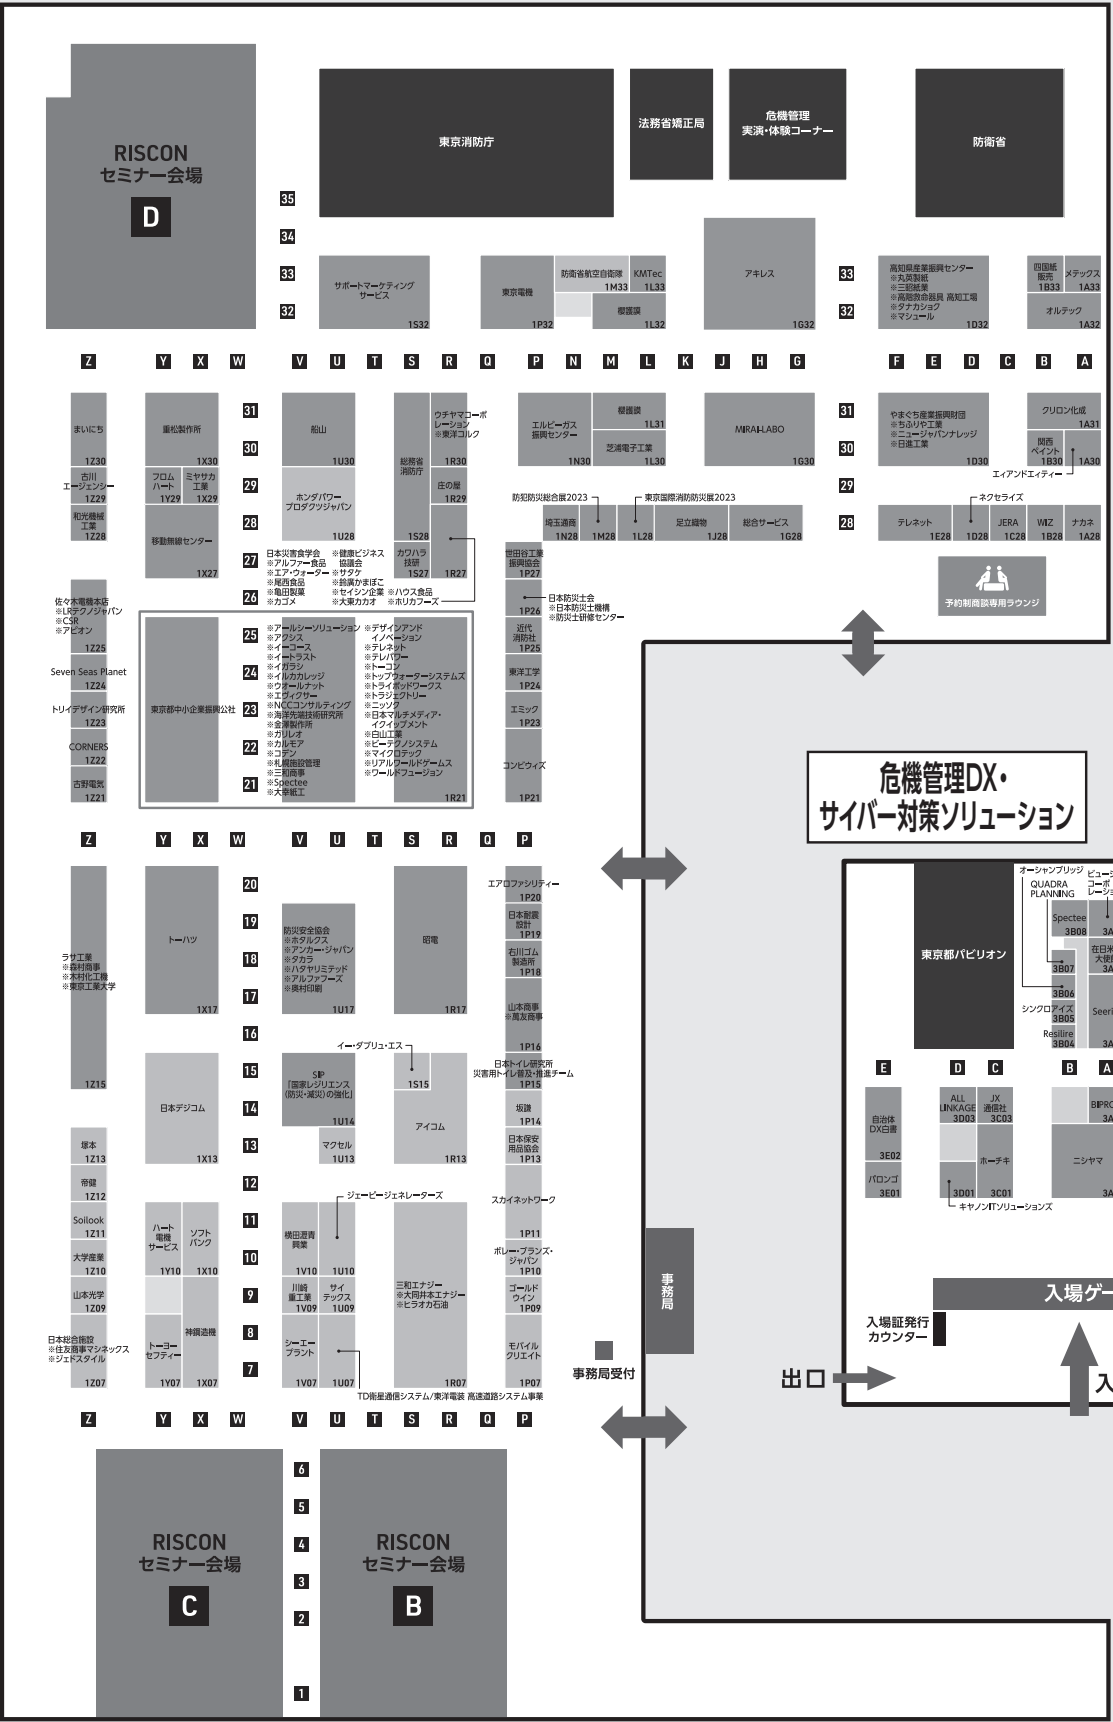 RISCON
セミナー会場
D
東京消防庁
法務省矯正局
危機管理
実演・体験コーナー
防衛省
35
34
33
32
サポートマーケティング
サービス
1S32
東京電機
1P32
防衛省航空自衛隊
1M33
KMTec
1L33
櫻護謨
1L32
アキレス
1G32
33
32
高知県産業振興センター
※丸英製紙
※三昭紙業
※高階救命器具 高知工場
※タナカショク
※マシュール
1D32
四国紙
販売
1B33
メテックス
1A33
オルテック
1A32
Z
Y
X
W
V
U
T
S
R
Q
P
N
M
L
K
J
H
G
F
E
D
C
B
A
31
30
29
28
27
26
25
24
23
22
21
まいにち
1Z30
古川
エージェンシー
1Z29
和光機械
工業
1Z28
重松製作所
1X30
フロム
ハート
1Y29
ミヤサカ
工業
1X29
移動無線センター
1X27
船山
1U30
ホンダパワー
プロダクツジャパン
1U28
総務省
消防庁
1S28
ウチヤマコーポ
レーション
※東洋コルク
1R30
庄の屋
1R29
カワハラ
技研
1S27
1R27
日本災害食学会
※アルファー食品
※エア・ウォーター
※尾西食品
※亀田製菓
※カゴメ
※健康ビジネス
協議会
※サタケ
※鈴廣かまぼこ
※セイシン企業
※大東カカオ
※ハウス食品
※ホリカフーズ
エルピーガス
振興センター
1N30
櫻護謨
1L31
芝浦電子工業
1L30
MIRAI-LABO
1G30
防犯防災総合展2023
東京国際消防防災展2023
埼玉通商
1N28
1M28
1L28
足立織物
1J28
総合サービス
1G28
31
30
29
28
やまぐち産業振興財団
※ちふりや工業
※ニュージャパンナレッジ
※日進工業
1D30
クリロン化成
1A31
関西
ペイント
1B30
1A30
エィアンドエィティー
ネクセライズ
テレネット
1E28
1D28
JERA
1C28
WIZ
1B28
ナカネ
1A28
予約制商談専用ラウンジ
世田谷工業
振興協会
1P27
1P26
日本防災士会
※日本防災士機構
※防災士研修センター
近代
消防社
1P25
東洋工学
1P24
エミック
1P23
コンビウィズ
1P21
佐々木電機本店
※LRテクノジャパン
※CSR
※アピオン
1Z25
Seven Seas Planet
1Z24
トリイデザイン研究所
1Z23
CORNERS
1Z22
古野電気
1Z21
東京都中小企業振興公社
※アールシーソリューション
※アクシス
※イーコース
※イートラスト
※イガラシ
※イルカカレッジ
※ウオールナット
※エヴィクサー
※NCCコンサルティング
※海洋先端技術研究所
※金澤製作所
※ガリレオ
※カルモア
※コデン
※札幌施設管理
※三和商事
※Spectee
※大幸紙工
※デザインアンド
イノベーション
※テレネット
※テレパワー
※トーコン
※トップウォーターシステムズ
※トライポッドワークス
※トラジェクトリー
※ニッソク
※日本マルチメディア・
イクイップメント
※白山工業
※ビーテクノシステム
※マイクロテック
※リアルワールドゲームス
※ワールドフュージョン
1R21
危機管理DX・
サイバー対策ソリューション
Z
Y
X
W
V
U
T
S
R
Q
P
20
19
18
17
16
15
14
13
12
11
10
9
8
7
ラサ工業
※森村商事
※木村化工機
※東京工業大学
1Z15
トーハツ
1X17
防災安全協会
※ホタルクス
※アンカー・ジャパン
※タカラ
※ハタヤリミテッド
※アルファフーズ
※奥村印刷
1U17
昭電
1R17
エアロファシリティー
1P20
日本耐震
設計
1P19
右川ゴム
製造所
1P18
山本商事
※萬友商事
1P16
日本トイレ研究所
災害用トイレ普及・推進チーム
1P15
坂謙
1P14
日本保安
用品協会
1P13
スカイネットワーク
1P11
ボレー・ブランズ・
ジャパン
1P10
ゴールド
ウイン
1P09
モバイル
クリエイト
1P07
日本デジコム
1X13
イー・ダブリュ・エス
SIP
「国家レジリエンス
(防災・減災)の強化」
1U14
マクセル
1U13
1S15
アイコム
1R13
塚本
1Z13
帝健
1Z12
Soilook
1Z11
大学産業
1Z10
山本光学
1Z09
日本総合施設
※住友商事マシネックス
※ジェドスタイル
1Z07
ハート
電機
サービス
1Y10
ソフト
バンク
1X10
トーヨー
セフティー
1Y07
神鋼造機
1X07
ジェーピージェネレーターズ
横田瀝青
興業
1V10
1U10
川崎
重工業
1V09
サイ
テックス
1U09
シーエー
プラント
1V07
1U07
三和エナジー
※大同井本エナジー
※ヒラオカ石油
1R07
TD衛星通信システム/東洋電装 高速道路システム事業
東京都パビリオン
オーシャンブリッジ
QUADRA
PLANNING
ビュー
コーポ
レーショ
Spectee
3B08
3A
3B07
3B06
シンクロアイズ
3B05
Resilire
3B04
在日米
大使
3A
Seeri
3A
E
D
C
B
A
自治体
DX白書
3E02
バロンゴ
3E01
ALL
LINKAGE
3D03
JX
通信社
3C03
3D01
ホーチキ
3C01
キヤノンITソリューションズ
BIPRO
3A
ニシヤマ
3A
事務局
事務局受付
入場ゲー
入場証発行
カウンター
出口
入
Z
Y
X
W
V
U
T
S
R
Q
P
6
5
4
3
2
1
RISCON
セミナー会場
C
RISCON
セミナー会場
B